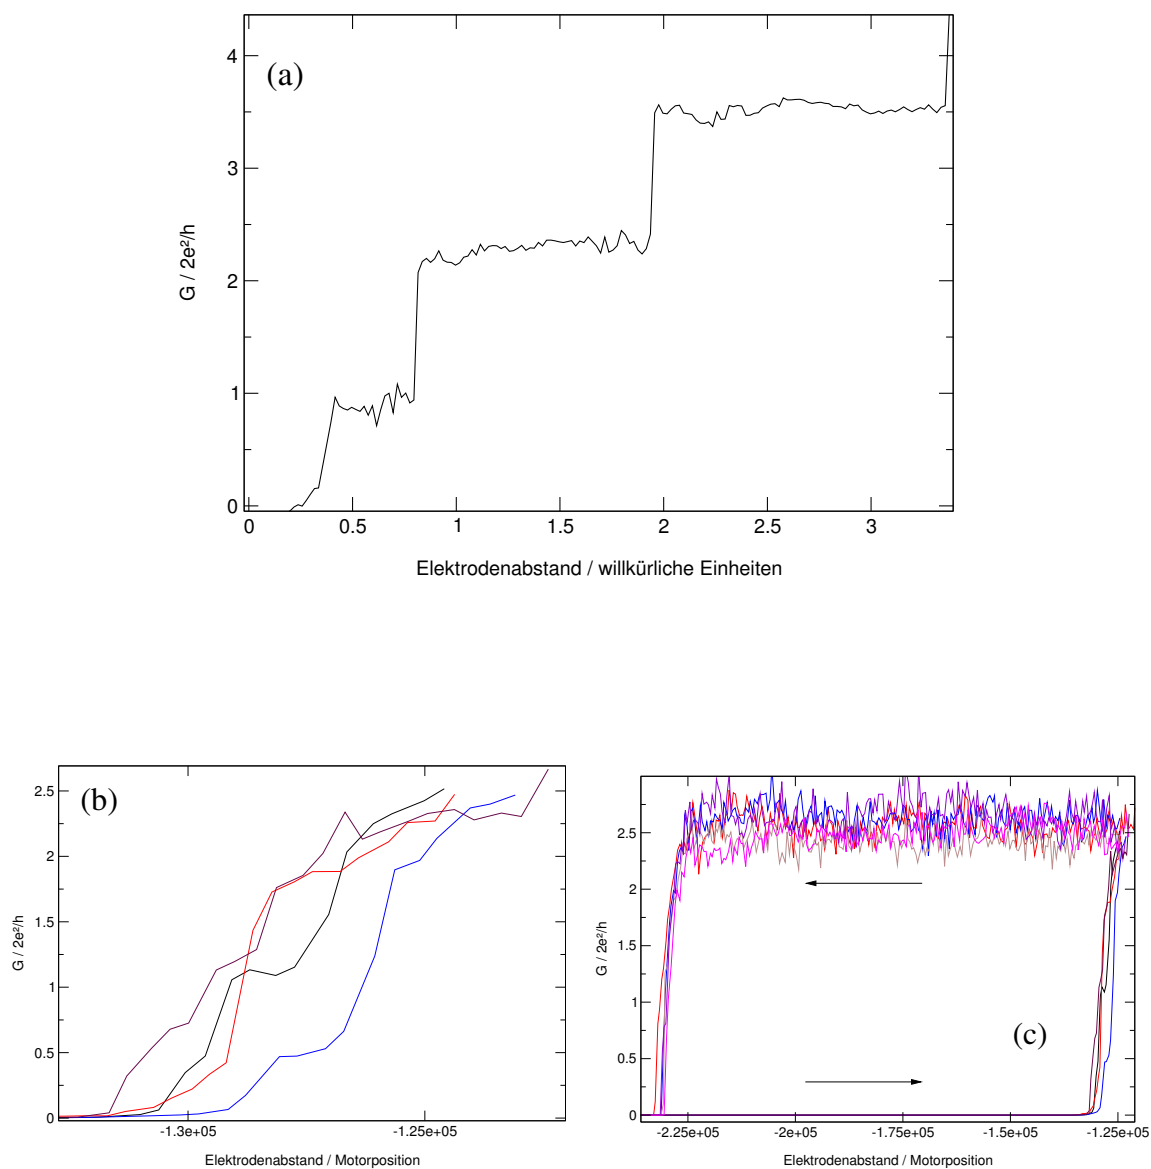 (a)
4
3
2
1
0
G / 2e²/h
0 0.5 1 1.5 2 2.5 3
Elektrodenabstand / willkürliche Einheiten
(b)
2.5
2
1.5
1
0.5
0
G / 2e²/h
-1.3e+05 -1.25e+05
Elektrodenabstand / Motorposition
2.5
2
1.5
1
0.5
0
G / 2e²/h
(c)
-2.25e+05 -2e+05 -1.75e+05 -1.5e+05 -1.25e+05
Elektrodenabstand / Motorposition